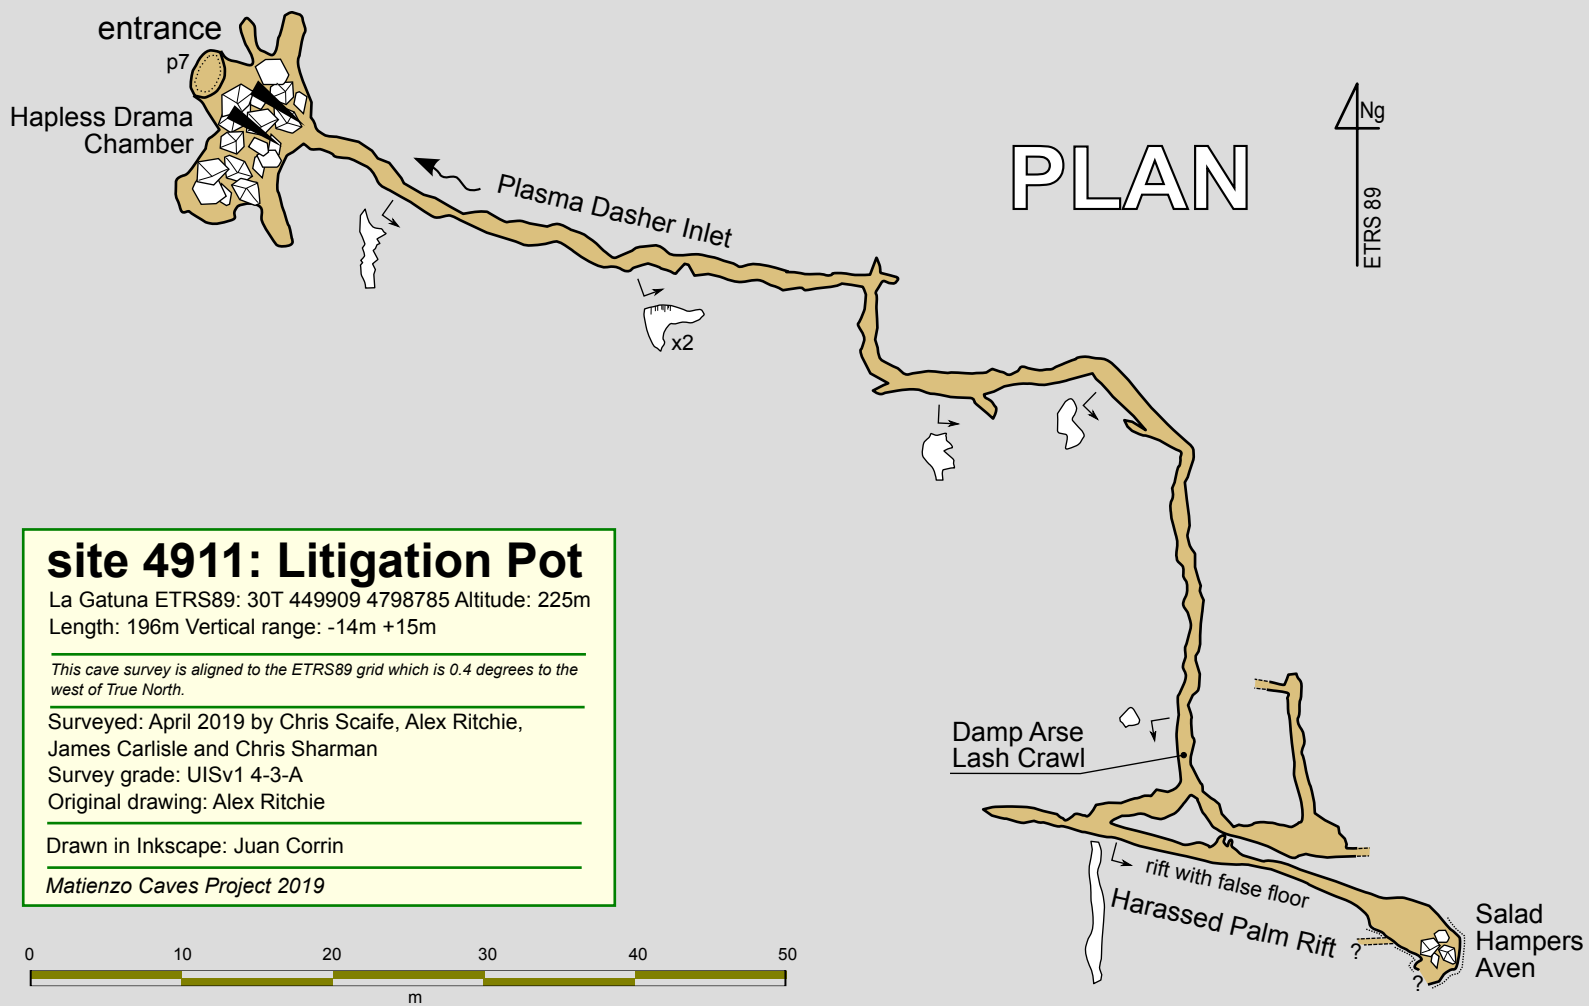 entrance
p7
Hapless Drama
Chamber
Plasma Dasher Inlet
x2
PLAN
Ng
ETRS 89
site 4911: Litigation Pot
La Gatuna ETRS89: 30T 449909 4798785 Altitude: 225m
Length: 196m Vertical range: -14m +15m
This cave survey is aligned to the ETRS89 grid which is 0.4 degrees to the
west of True North.
Surveyed: April 2019 by Chris Scaife, Alex Ritchie,
James Carlisle and Chris Sharman
Survey grade: UISv1 4-3-A
Original drawing: Alex Ritchie
Drawn in Inkscape: Juan Corrin
Matienzo Caves Project 2019
Damp Arse
Lash Crawl
rift with false floor
Harassed Palm Rift
?
?
Salad
Hampers
Aven
0 10 20 30 40 50
m